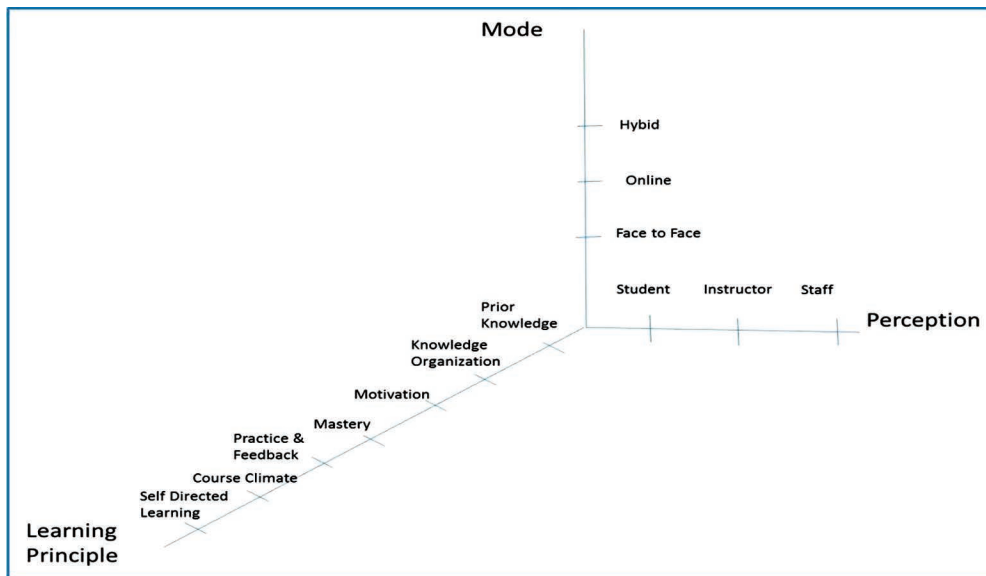 Mode
Hybid
Online
Face to Face
Student Instructor Staff
Perception
Prior
Knowledge
Knowledge
Organization
Motivation
Mastery
Practice &
Feedback
Course Climate
Self Directed
Learning
Learning
Principle